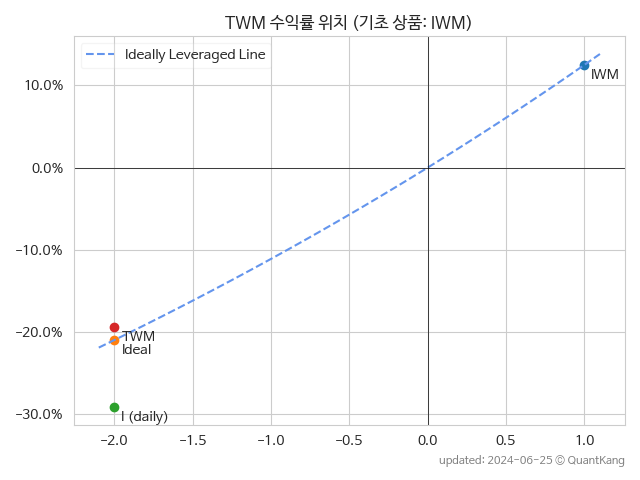 TWM 수익률 위치 (기초 상품: IWM)
Ideally Leveraged Line
10.0%
0.0%
-10.0%
-20.0%
-30.0%
IWM
TWM
Ideal
I (daily)
-2.0 -1.5 -1.0 -0.5 0.0 0.5 1.0
updated: 2024-06-25 © QuantKang